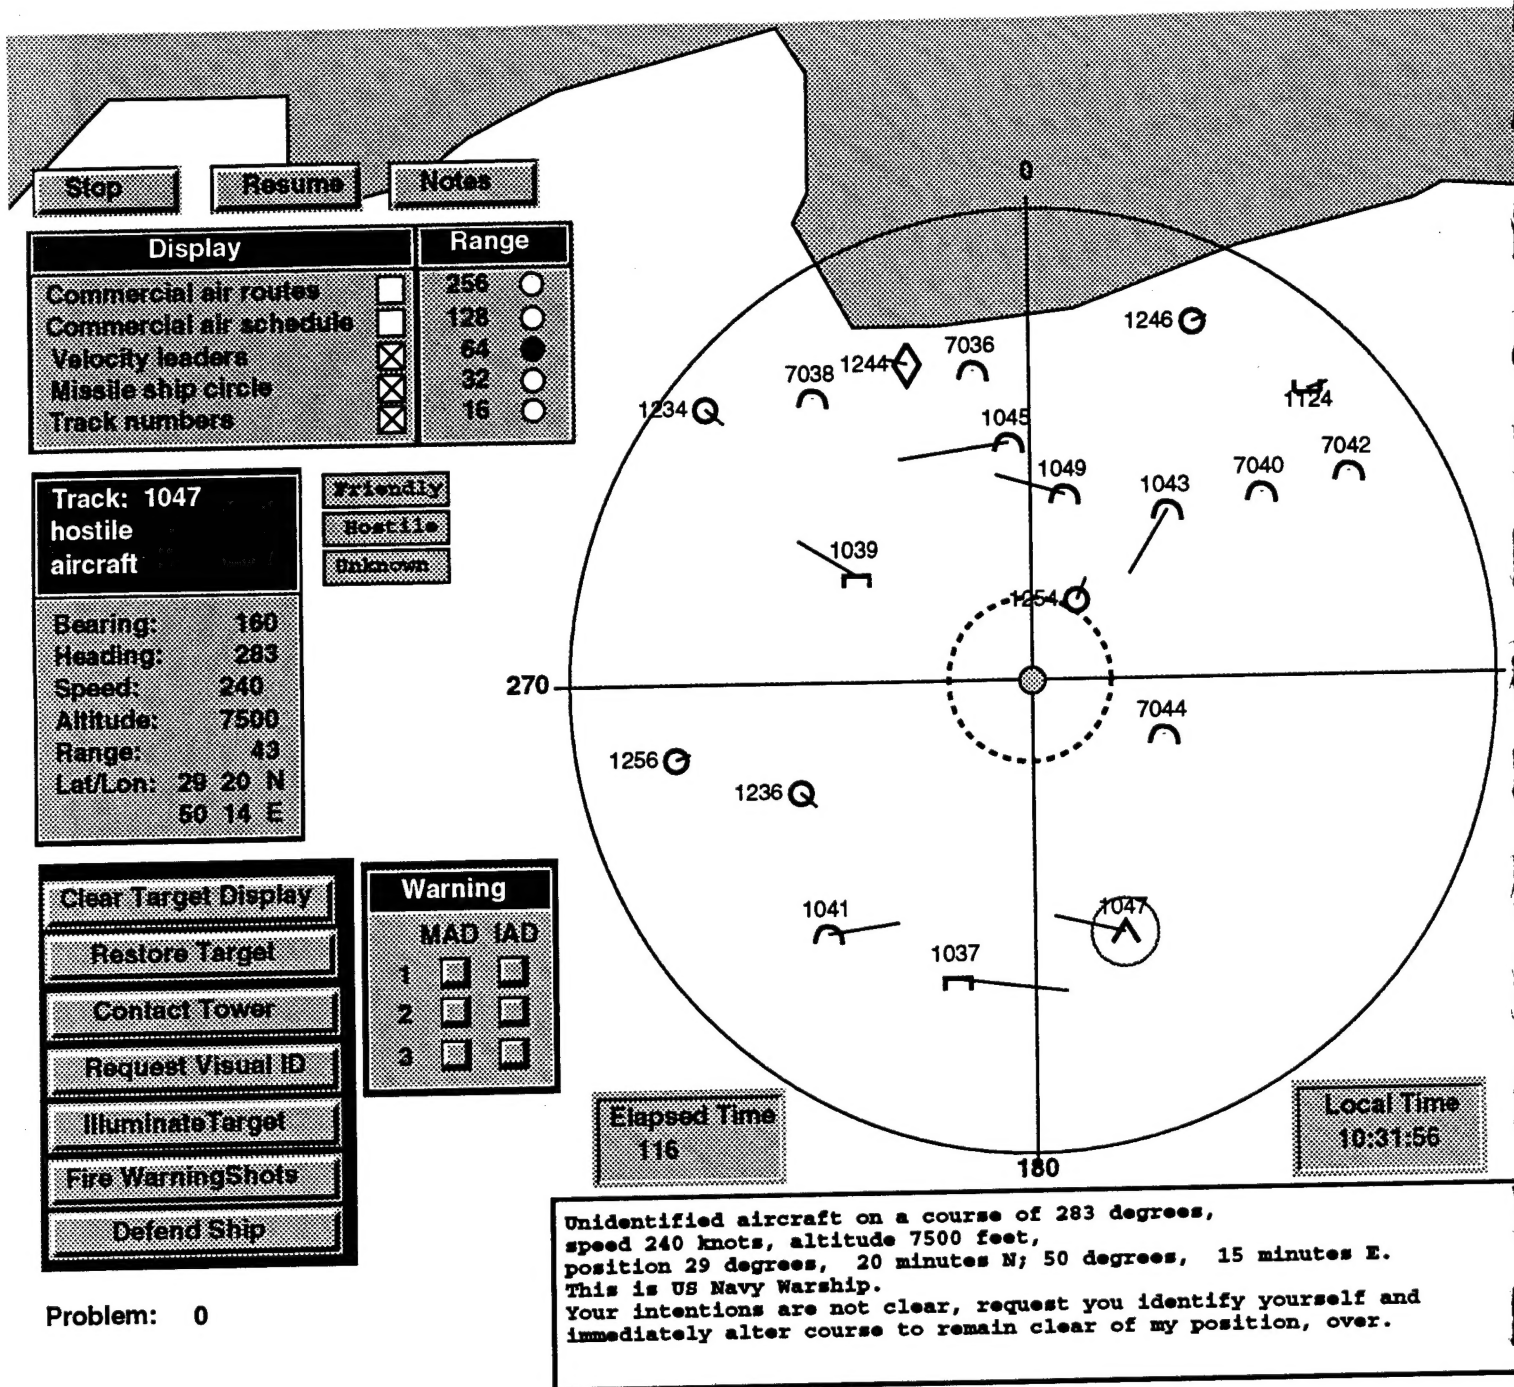 Stop Resume Notes
Display Range
Commercial air routes 256
Commercial air schedule 128
Velocity leaders 64
Missile ship circle 32
Track numbers 16
Track: 1047
hostile
aircraft
Friendly
Hostile
Unknown
Bearing: 160
Heading: 283
Speed: 240
Altitude: 7500
Range: 43
Lat/Lon: 29 20 N
50 14 E
Clear Target Display
Restore Target
Contact Tower
Request Visual ID
IlluminateTarget
Fire WarningShots
Defend Ship
Warning
MAD IAD
1
2
3
Problem: 0
0
1246
1244
7036
7038
1124
1234
1045
7042
1049
7040
1043
1039
1254
270
7044
1256
1236
1041
1047
1037
180
Elapsed Time
116
Local Time
10:31:56
Unidentified aircraft on a course of 283 degrees,
speed 240 knots, altitude 7500 feet,
position 29 degrees, 20 minutes N; 50 degrees, 15 minutes E.
This is US Navy Warship.
Your intentions are not clear, request you identify yourself and
immediately alter course to remain clear of my position, over.